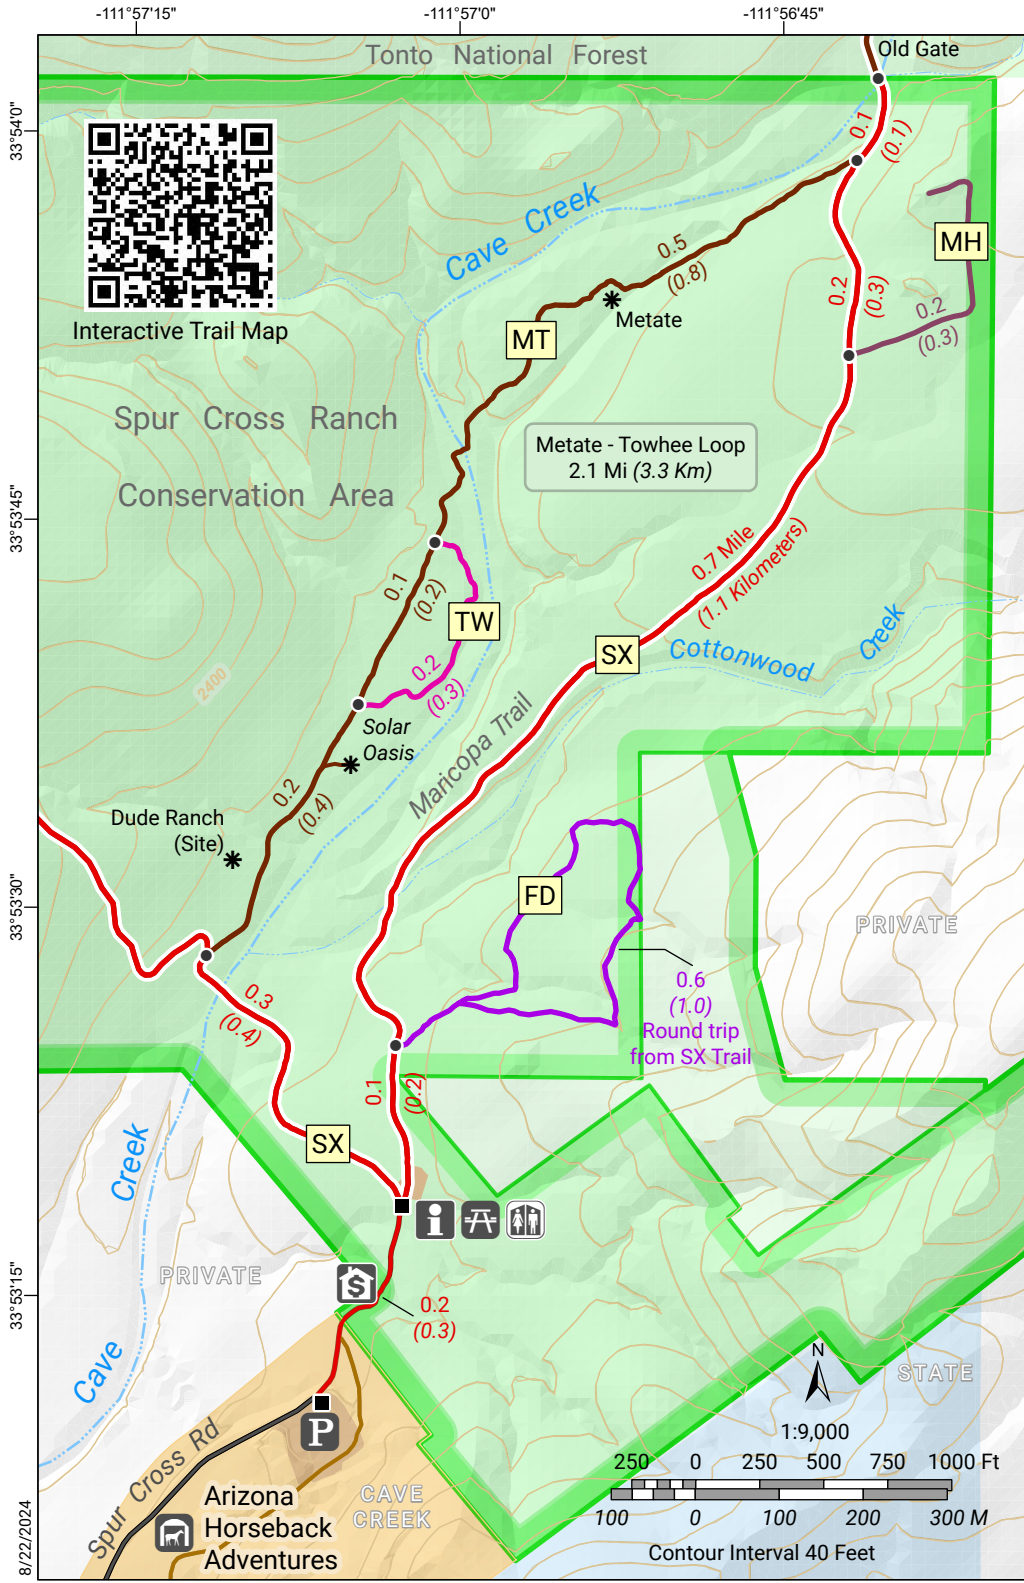 -111°57'15"
-111°57'0"
-111°56'45"
Tonto National Forest
Old Gate
33°54'0"
0.1
(0.1)
Cave Creek
MH
0.5
(0.8)
0.2
(0.3)
0.2
(0.3)
Interactive Trail Map
Metate
MT
Spur Cross Ranch
Conservation Area
Metate - Towhee Loop
2.1 Mi (3.3 Km)
33°53'45"
0.7 Mile
(1.1 Kilometers)
0.1
(0.2)
TW
SX
Cottonwood
Creek
0.2
(0.3)
2400
Solar
Oasis
Maricopa Trail
0.2
(0.4)
Dude Ranch
(Site)
33°53'30"
FD
PRIVATE
0.6
(1.0)
Round trip
from SX Trail
0.3
(0.4)
0.1
(0.2)
SX
Creek
i
PRIVATE
33°53'15"
$
0.2
(0.3)
Cave
N
STATE
P
1:9,000
Spur Cross Rd
250 0 250 500 750 1000 Ft
100 0 100 200 300 M
Contour Interval 40 Feet
CAVE
CREEK
Arizona
Horseback
Adventures
8/22/2024